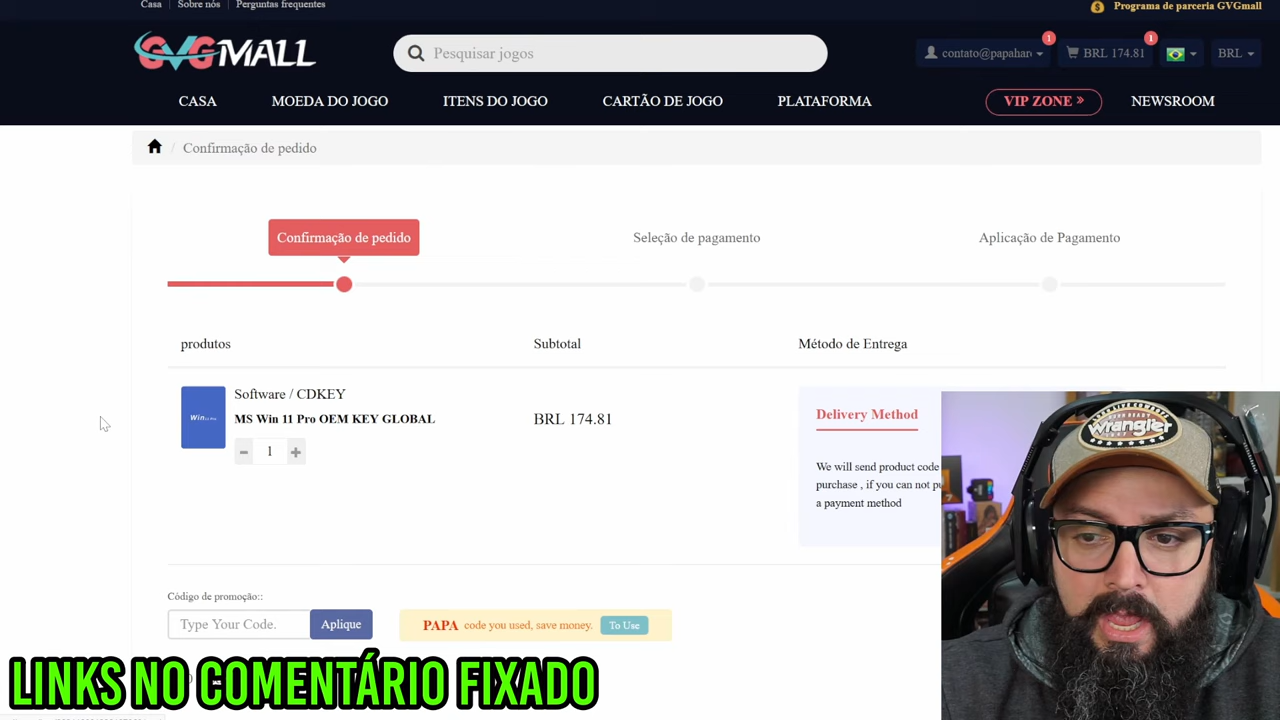 Casa Sobre nós Perguntas frequentes
Programa de parceria GVGmall
GVGMALL
Pesquisar jogos
contato@papahar
1
BRL 174.81
1
BRL
CASA
MOEDA DO JOGO
ITENS DO JOGO
CARTÃO DE JOGO
PLATAFORMA
VIP ZONE »
NEWSROOM
/ Confirmação de pedido
Confirmação de pedido
Seleção de pagamento
Aplicação de Pagamento
produtos
Subtotal
Método de Entrega
Software / CDKEY
MS Win 11 Pro OEM KEY GLOBAL
- 1 +
BRL 174.81
Delivery Method
We will send product code
purchase , if you can not
a payment method
Wrangler
Código de promoção::
Type Your Code.
Aplique
PAPA code you used, save money.
To Use
LINKS NO COMENTÁRIO FIXADO